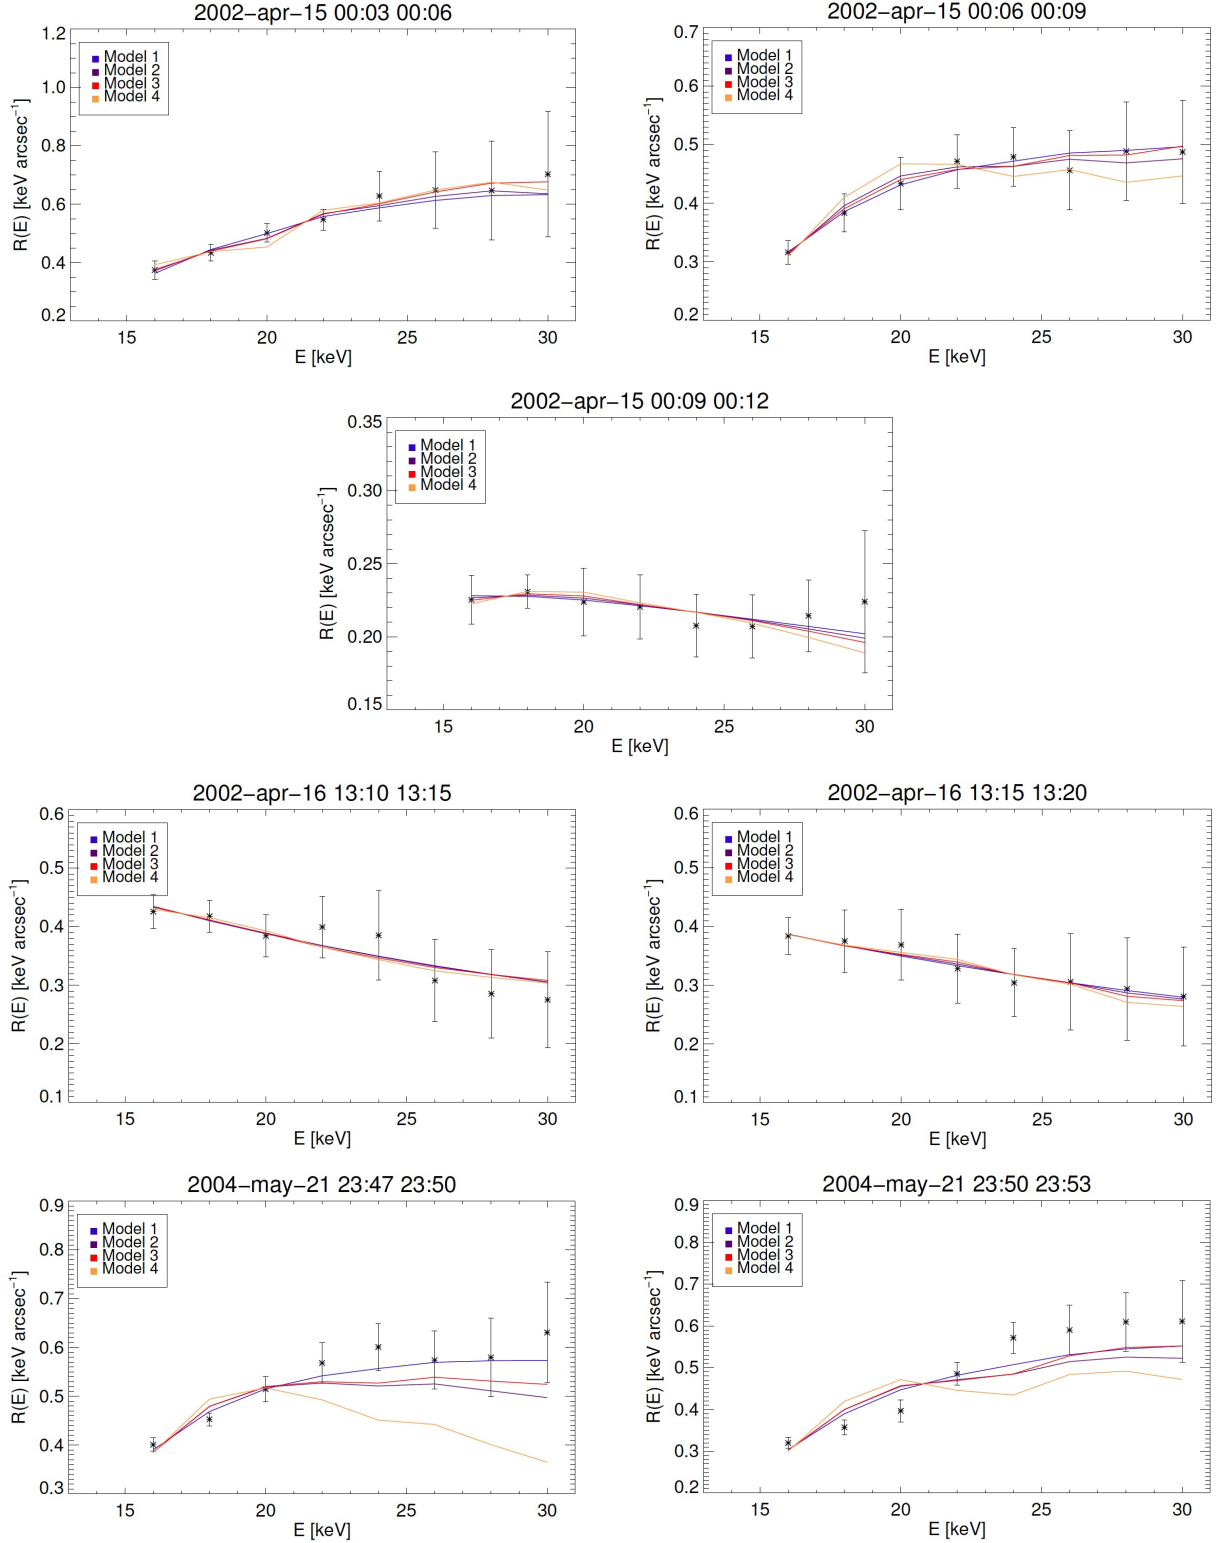 2002-apr-15 00:03 00:06
1.2
1.0
0.8
0.6
0.4
0.2
R(E) [keV arcsec⁻¹]
Model 1
Model 2
Model 3
Model 4
15 20 25 30
E [keV]
2002-apr-15 00:06 00:09
0.7
0.6
0.5
0.4
0.3
0.2
R(E) [keV arcsec⁻¹]
Model 1
Model 2
Model 3
Model 4
15 20 25 30
E [keV]
2002-apr-15 00:09 00:12
0.35
0.30
0.25
0.20
0.15
R(E) [keV arcsec⁻¹]
Model 1
Model 2
Model 3
Model 4
15 20 25 30
E [keV]
2002-apr-16 13:10 13:15
0.6
0.5
0.4
0.3
0.2
0.1
R(E) [keV arcsec⁻¹]
Model 1
Model 2
Model 3
Model 4
15 20 25 30
E [keV]
2002-apr-16 13:15 13:20
0.6
0.5
0.4
0.3
0.2
0.1
R(E) [keV arcsec⁻¹]
Model 1
Model 2
Model 3
Model 4
15 20 25 30
E [keV]
2004-may-21 23:47 23:50
0.9
0.8
0.7
0.6
0.5
0.4
0.3
R(E) [keV arcsec⁻¹]
Model 1
Model 2
Model 3
Model 4
15 20 25 30
E [keV]
2004-may-21 23:50 23:53
0.9
0.8
0.7
0.6
0.5
0.4
0.3
0.2
R(E) [keV arcsec⁻¹]
Model 1
Model 2
Model 3
Model 4
15 20 25 30
E [keV]